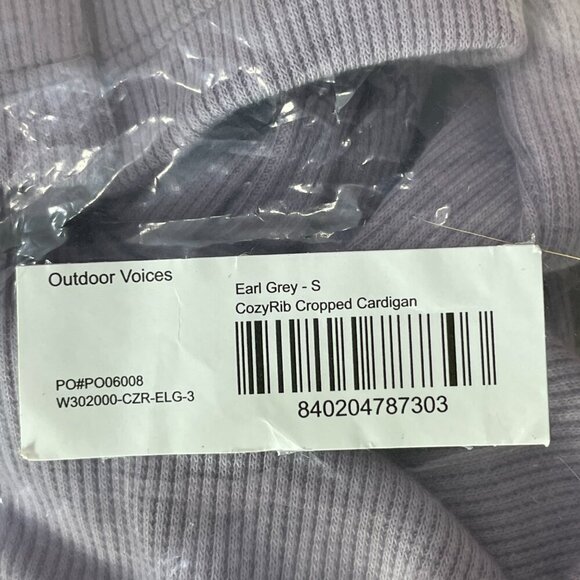 Outdoor Voices
Earl Grey - S
CozyRib Cropped Cardigan
PO#PO06008
W302000-CZR-ELG-3
840204787303